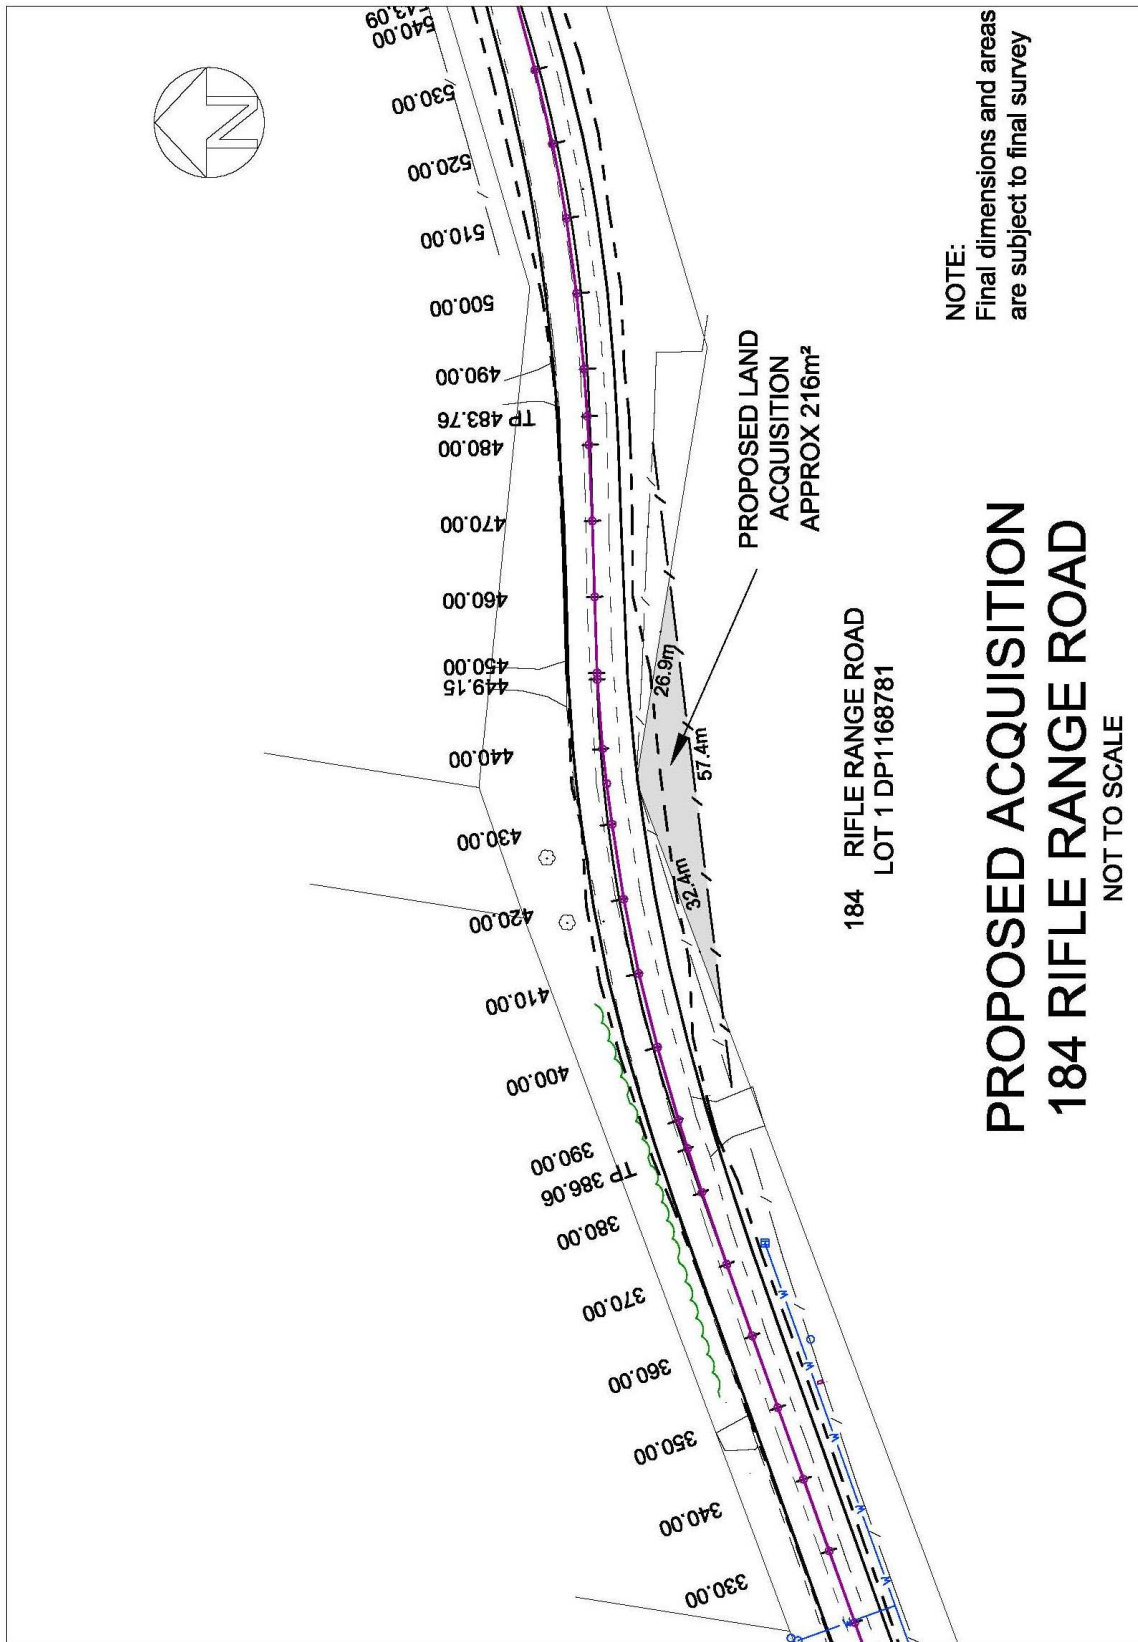 543.09
540.00
530.00
520.00
510.00
500.00
490.00
TP 483.76
480.00
470.00
460.00
450.00
449.15
440.00
430.00
420.00
410.00
400.00
390.00
TP 386.06
380.00
370.00
360.00
350.00
340.00
330.00
N
NOTE:
Final dimensions and areas
are subject to final survey
PROPOSED LAND
ACQUISITION
APPROX 216m²
26.9m
57.4m
32.4m
184 RIFLE RANGE ROAD
LOT 1 DP1168781
PROPOSED ACQUISITION
184 RIFLE RANGE ROAD
NOT TO SCALE
W
W
W
W
W